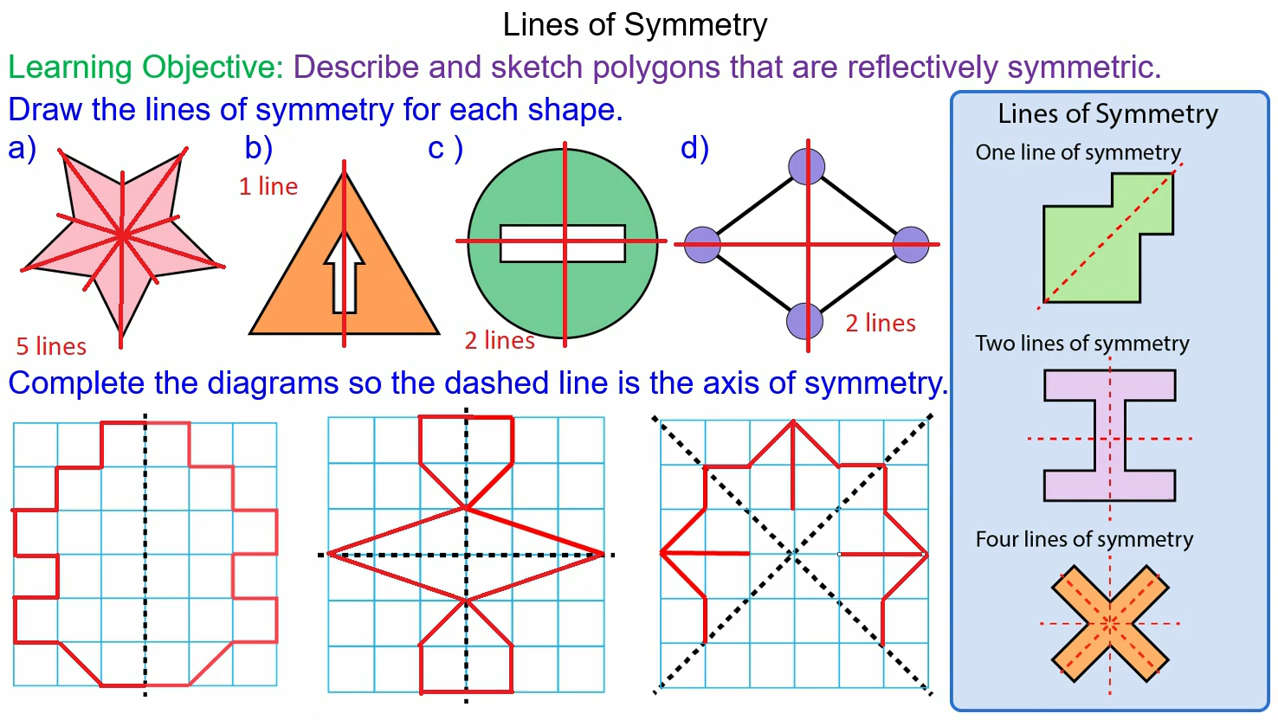 Lines of Symmetry
Learning Objective: Describe and sketch polygons that are reflectively symmetric.
Draw the lines of symmetry for each shape.
a)
b)
c )
d)
1 line
5 lines
2 lines
2 lines
Complete the diagrams so the dashed line is the axis of symmetry.
Lines of Symmetry
One line of symmetry
Two lines of symmetry
Four lines of symmetry